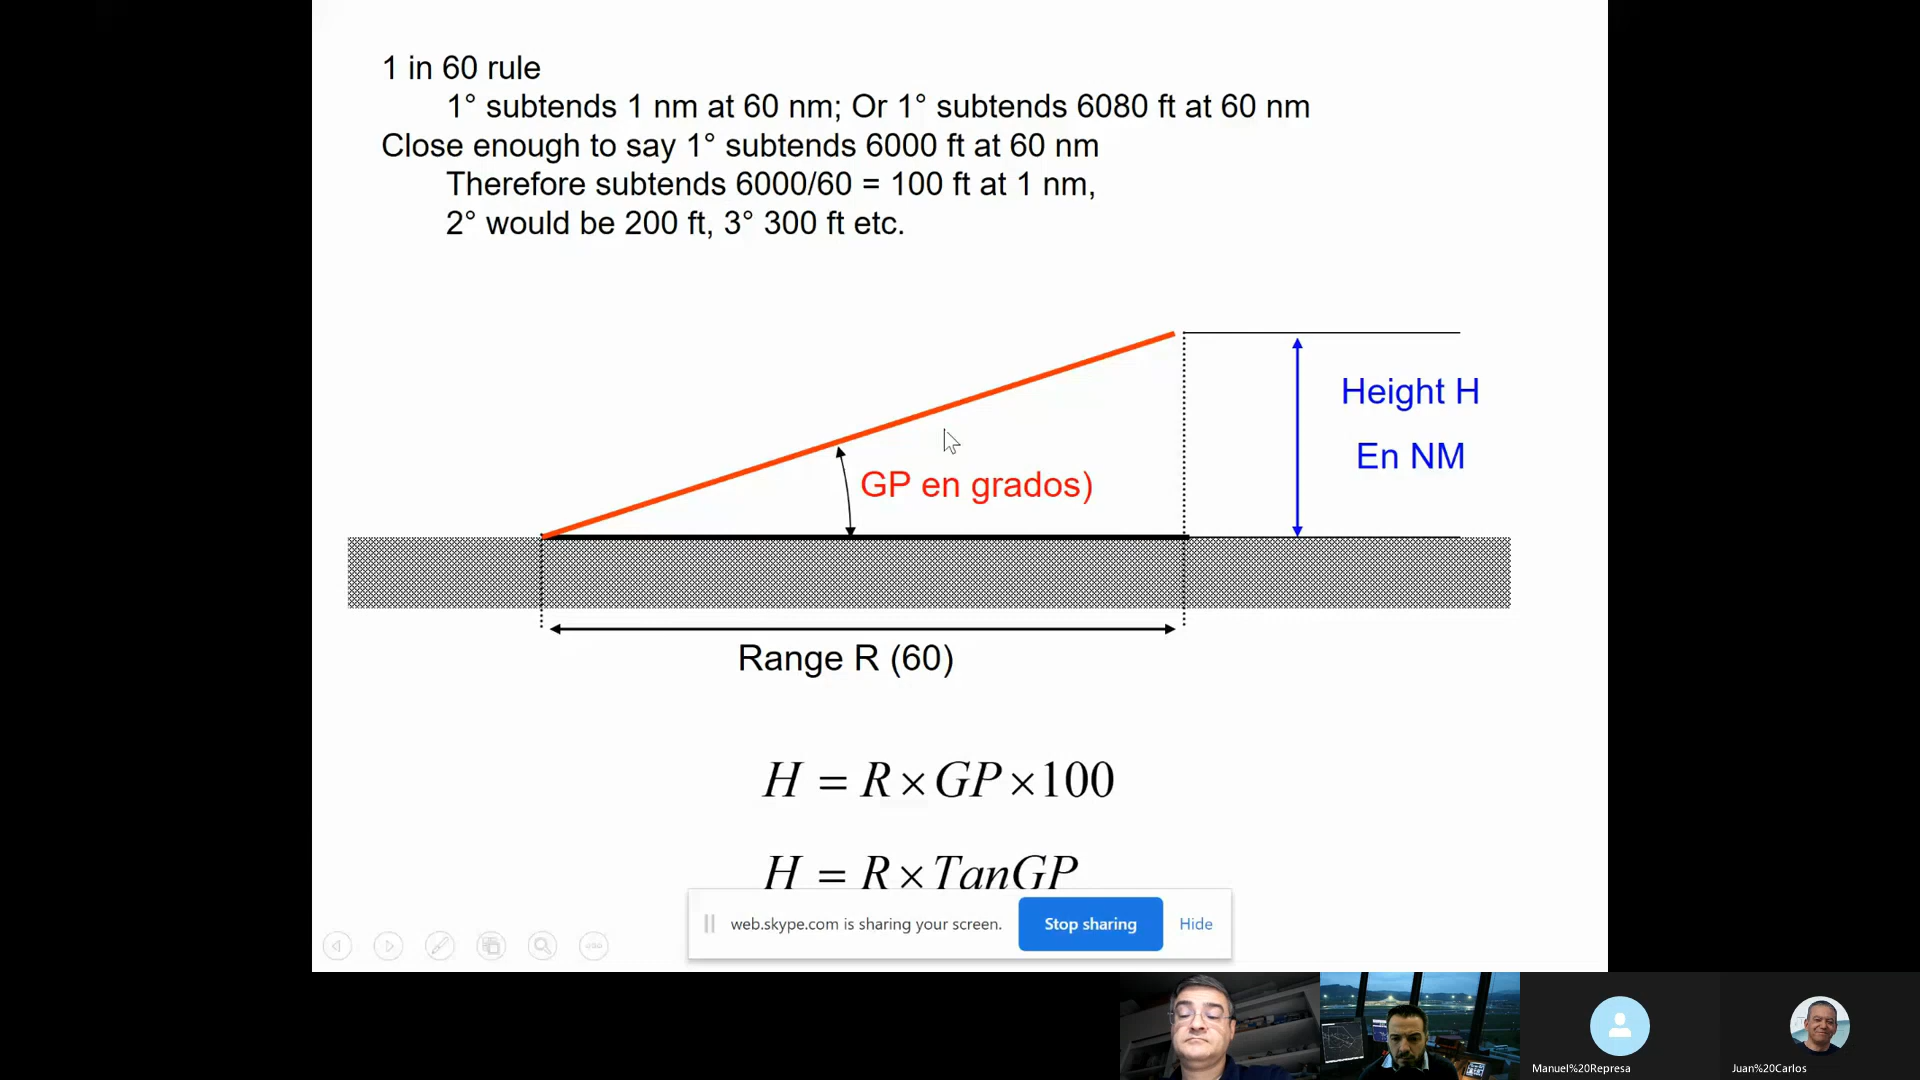 1 in 60 rule
1° subtends 1 nm at 60 nm; Or 1° subtends 6080 ft at 60 nm
Close enough to say 1° subtends 6000 ft at 60 nm
Therefore subtends 6000/60 = 100 ft at 1 nm,
2° would be 200 ft, 3° 300 ft etc.
Height H
En NM
GP en grados)
Range R (60)
H = R × GP × 100
H = R × TanGP
web.skype.com is sharing your screen.
Stop sharing
Hide
Manuel%20Represa
Juan%20Carlos